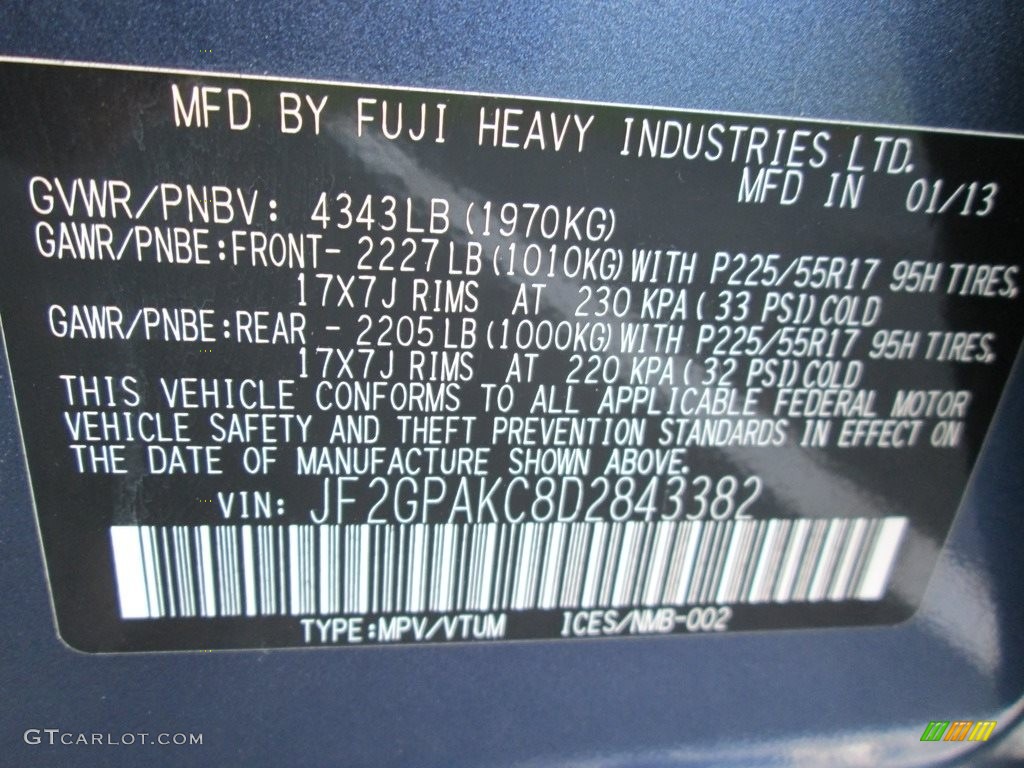 MFD BY FUJI HEAVY INDUSTRIES LTD.
MFD IN 01/13
GVWR/PNBV: 4343LB (1970KG)
GAWR/PNBE:FRONT- 2227LB (1010KG) WITH P225/55R17 95H TIRES,
17X7J RIMS AT 230 KPA( 33 PSI)COLD
GAWR/PNBE:REAR - 2205LB (1000KG) WITH P225/55R17 95H TIRES,
17X7J RIMS AT 220 KPA( 32 PSI)COLD
THIS VEHICLE CONFORMS TO ALL APPLICABLE FEDERAL MOTOR
VEHICLE SAFETY AND THEFT PREVENTION STANDARDS IN EFFECT ON
THE DATE OF MANUFACTURE SHOWN ABOVE.
VIN: JF2GPAKC8D2843382
TYPE:MPV/VTUM ICES/NMB-002
GTCARLOT.COM